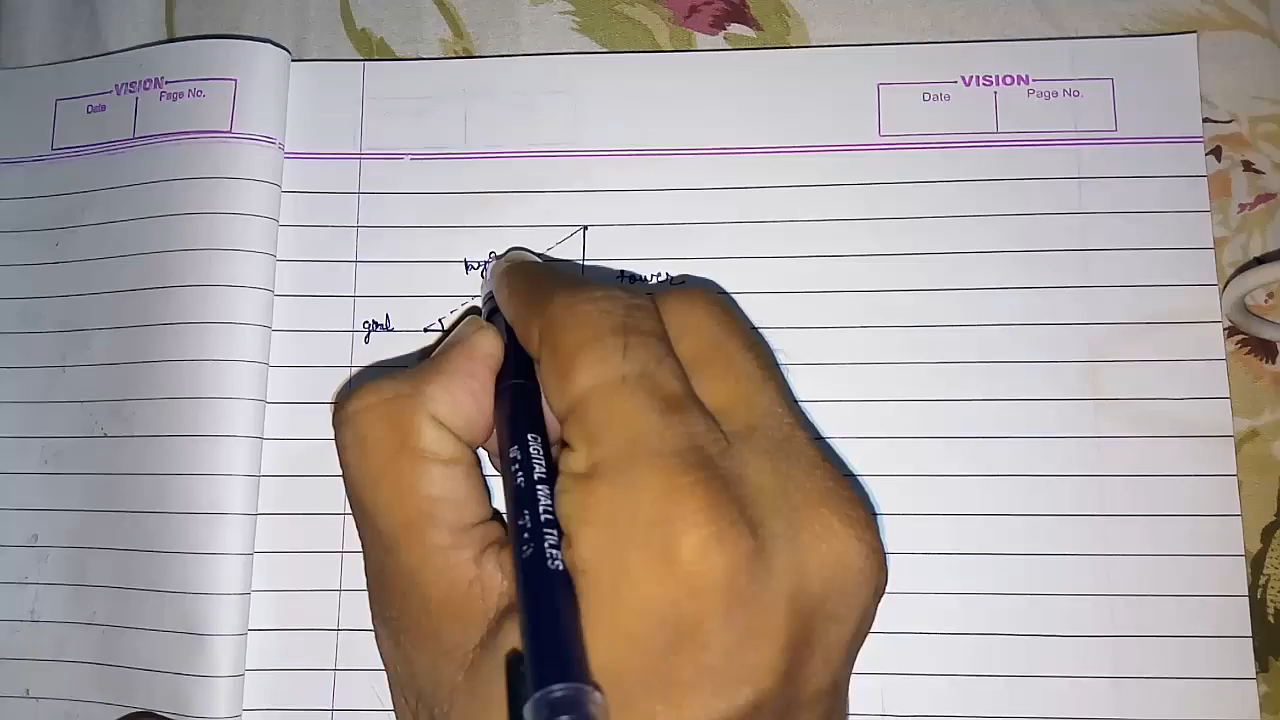 VISION
Date Page No.
VISION
Date Page No.
tower
goal
DIGITAL WALL TILES